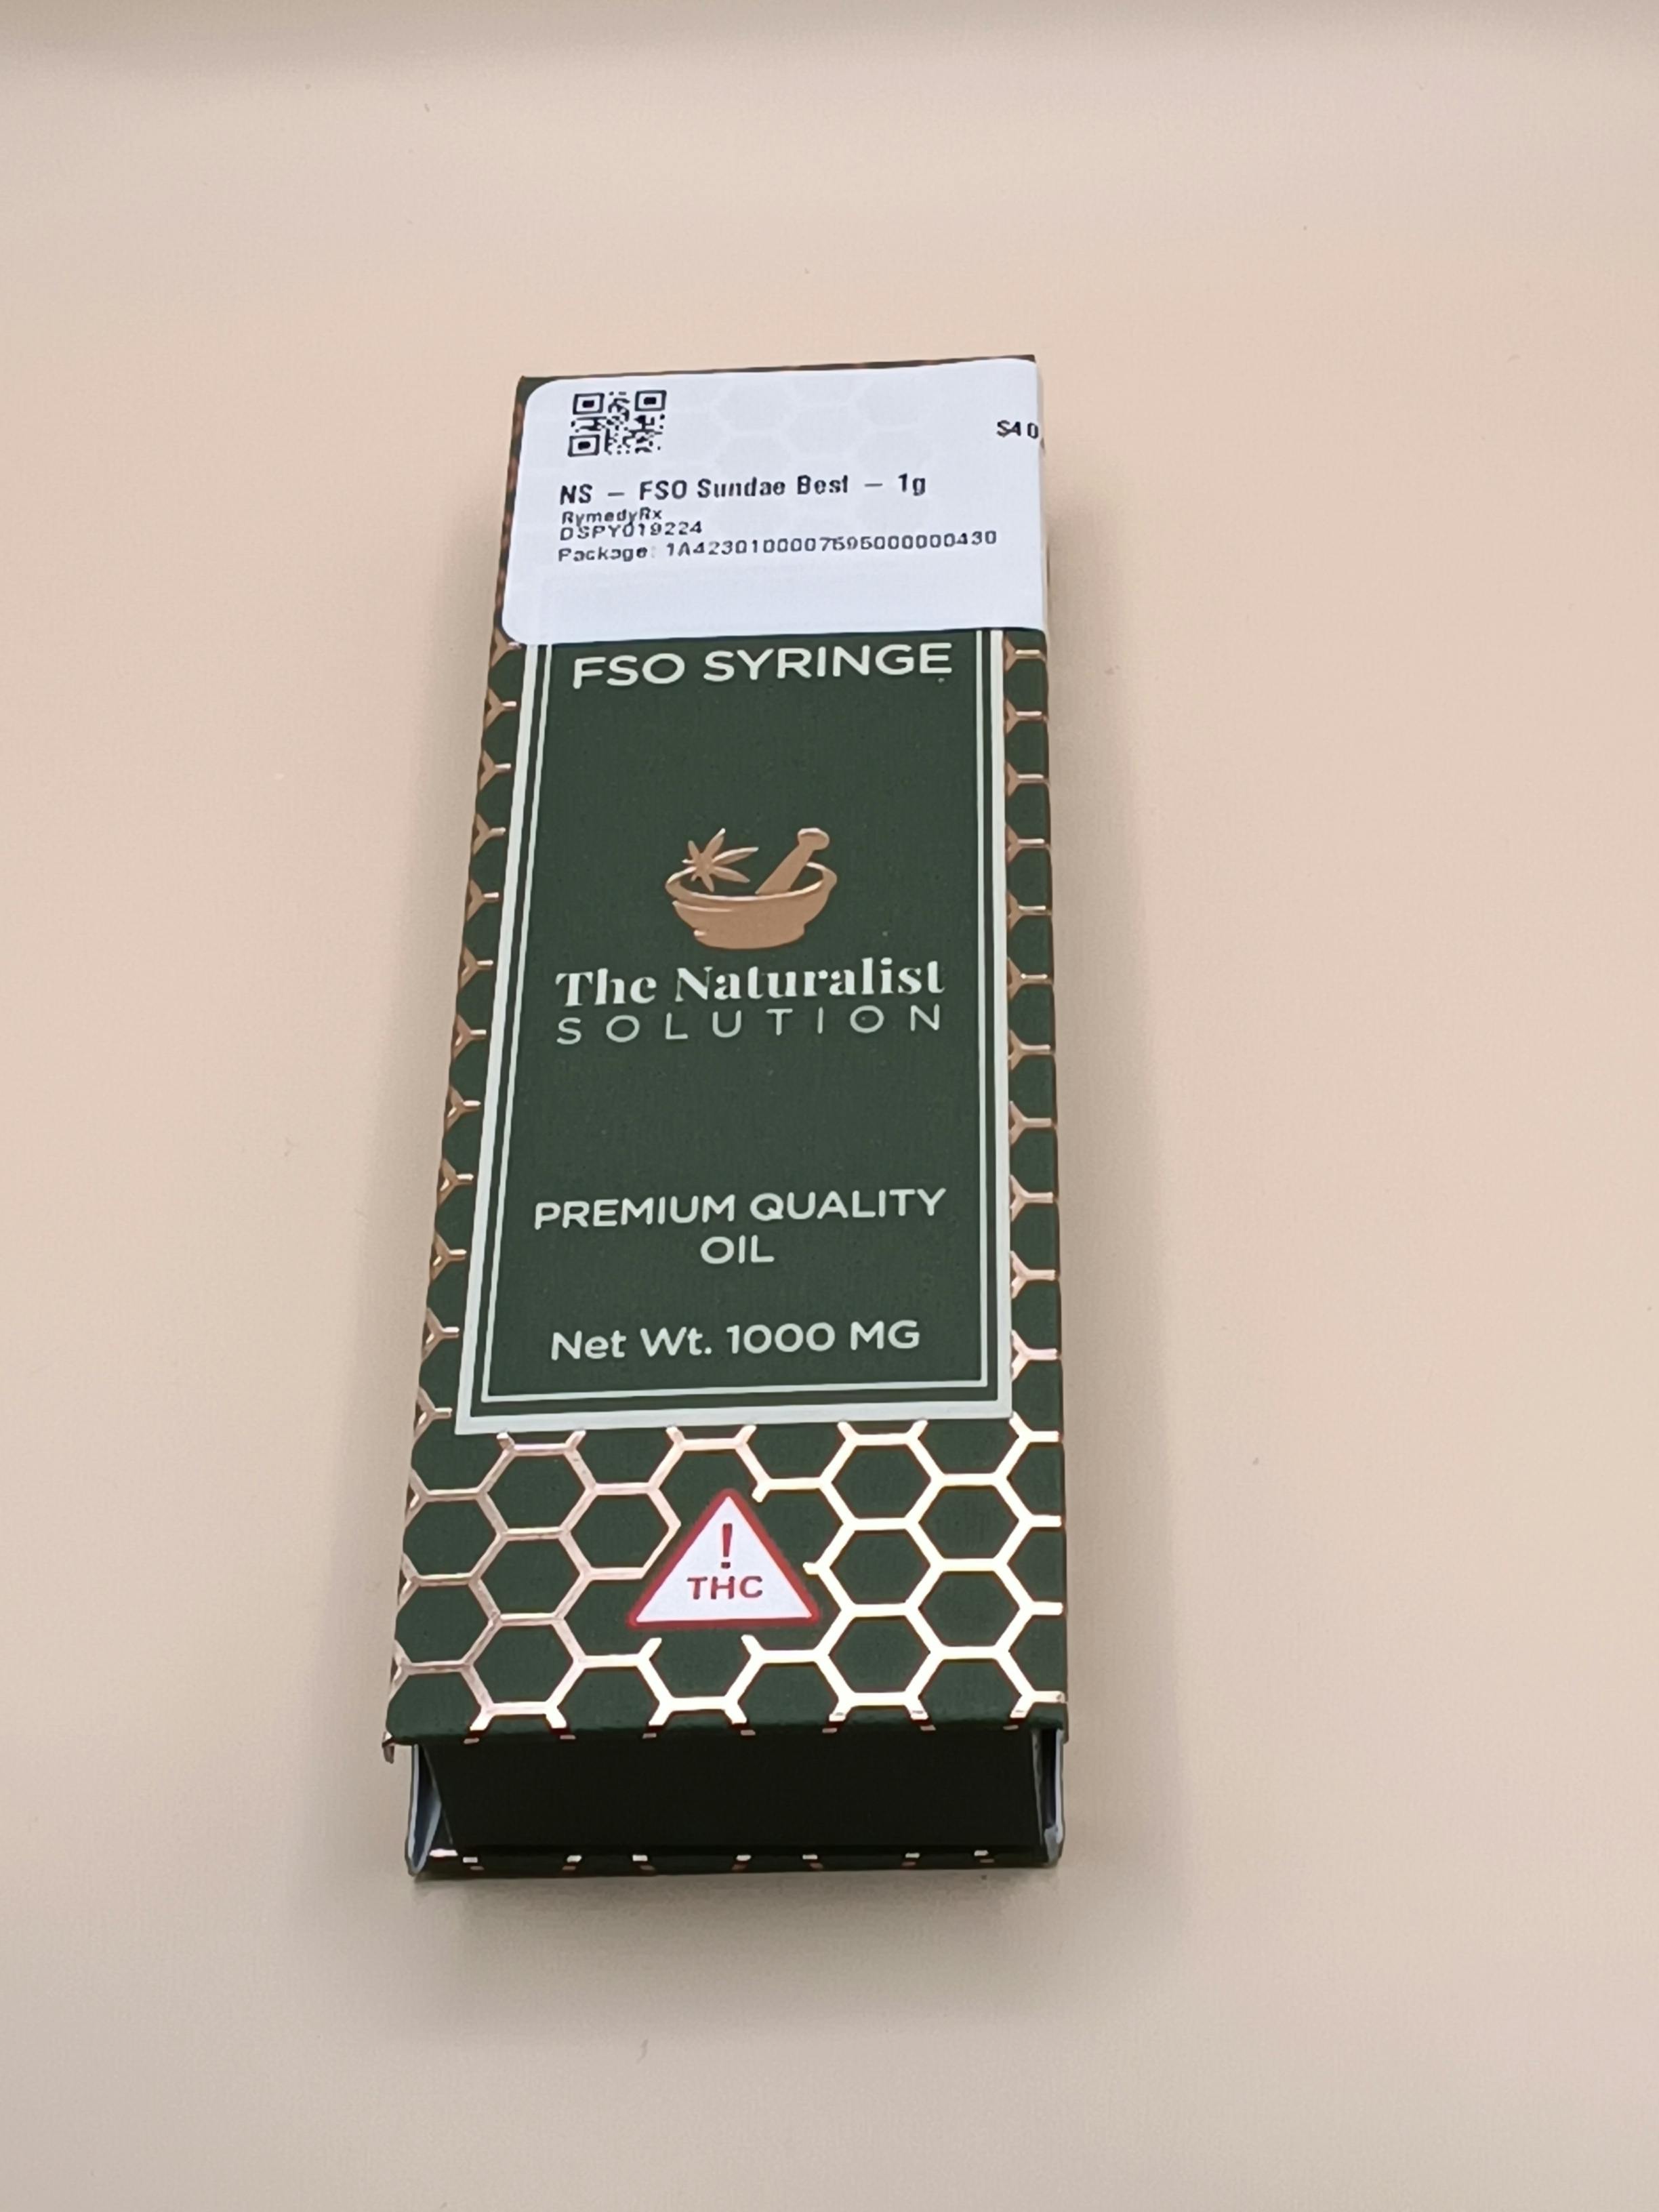 $40
NS – FSO Sundae Best – 1g
RymedyRx
DSPY019224
Package: 1A4230100007595000000430
FSO SYRINGE
The Naturalist
SOLUTION
PREMIUM QUALITY
OIL
Net Wt. 1000 MG
!
THC